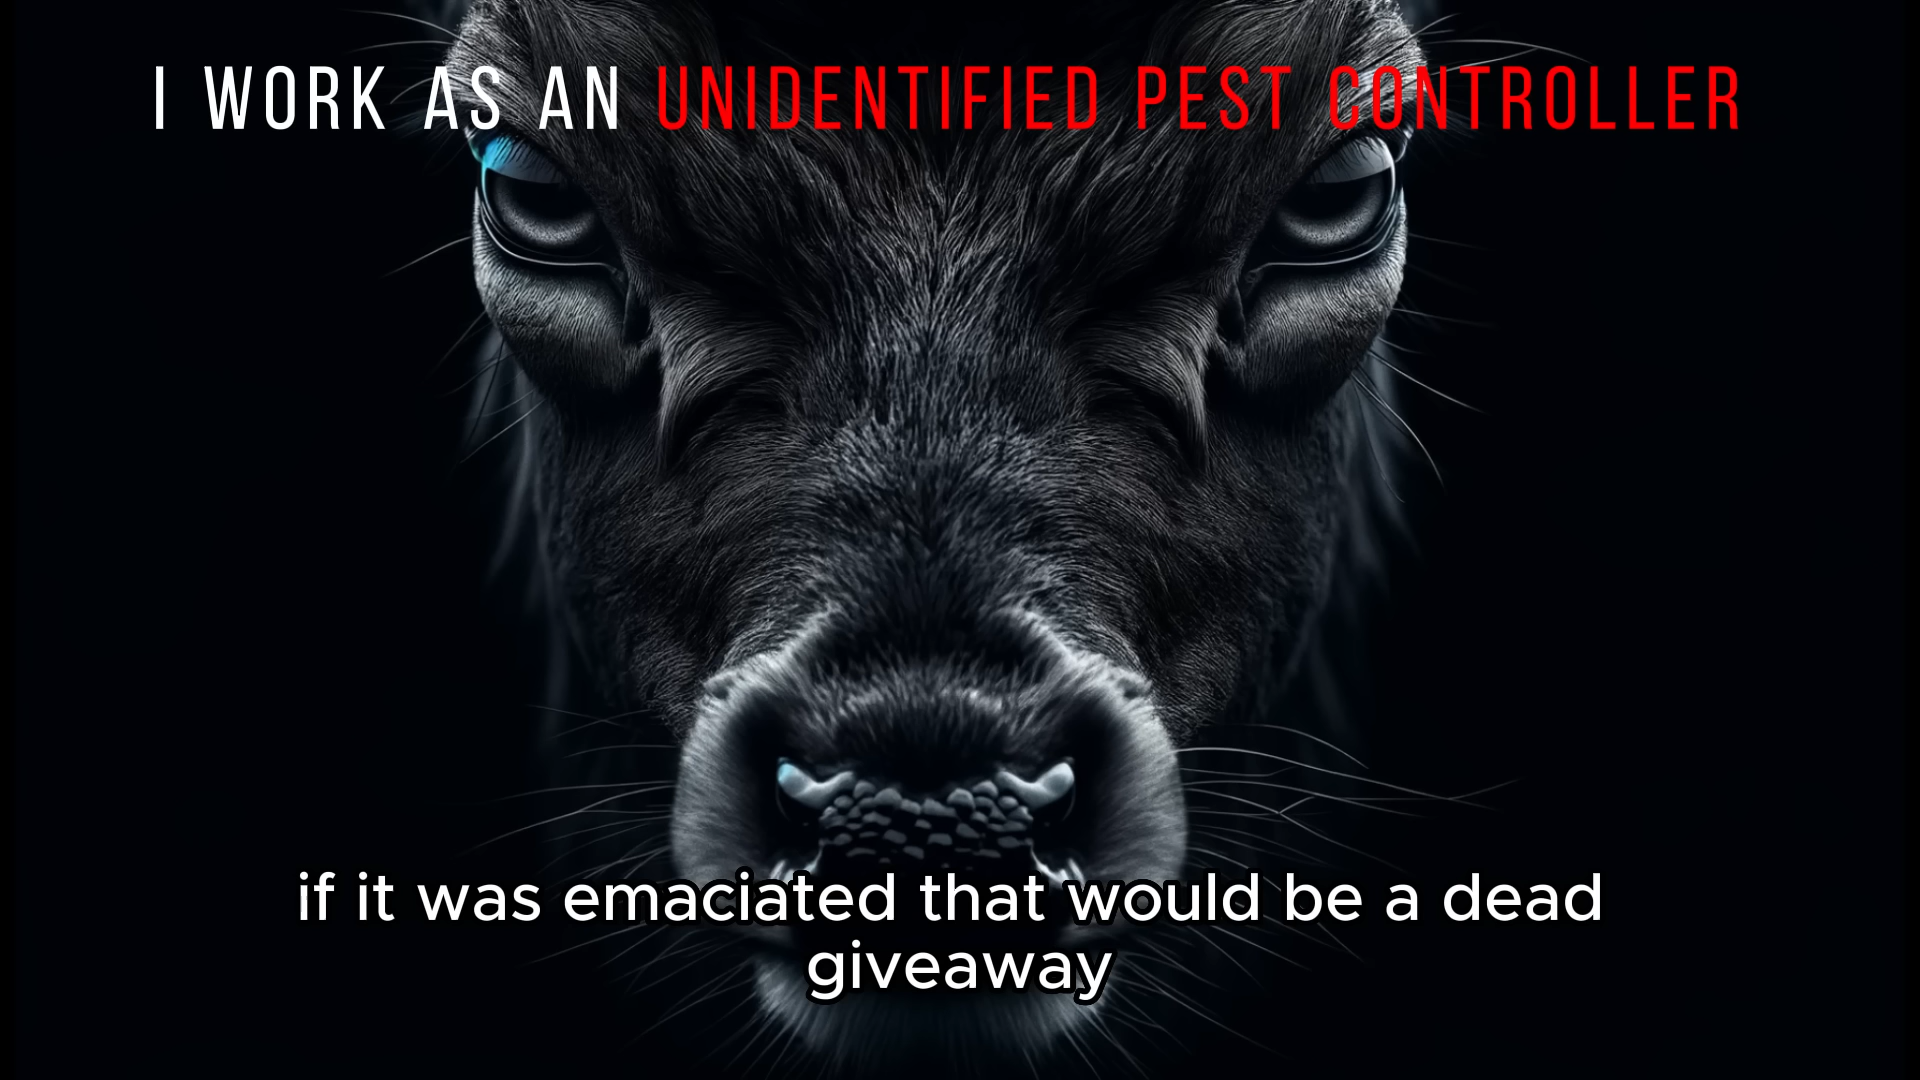 I WORK AS AN UNIDENTIFIED PEST CONTROLLER
if it was emaciated that would be a dead
giveaway